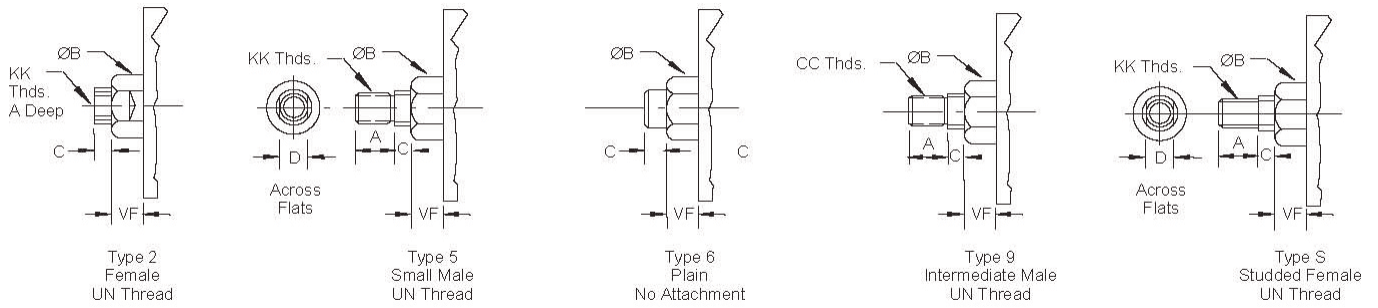 ØB
KK
Thds.
A Deep
C
VF
Type 2
Female
UN Thread
KK Thds.
ØB
D
A
C
Across
Flats
VF
Type 5
Small Male
UN Thread
ØB
C
C
VF
Type 6
Plain
No Attachment
CC Thds.
ØB
A
C
VF
Type 9
Intermediate Male
UN Thread
KK Thds.
ØB
D
A
C
Across
Flats
VF
Type S
Studded Female
UN Thread